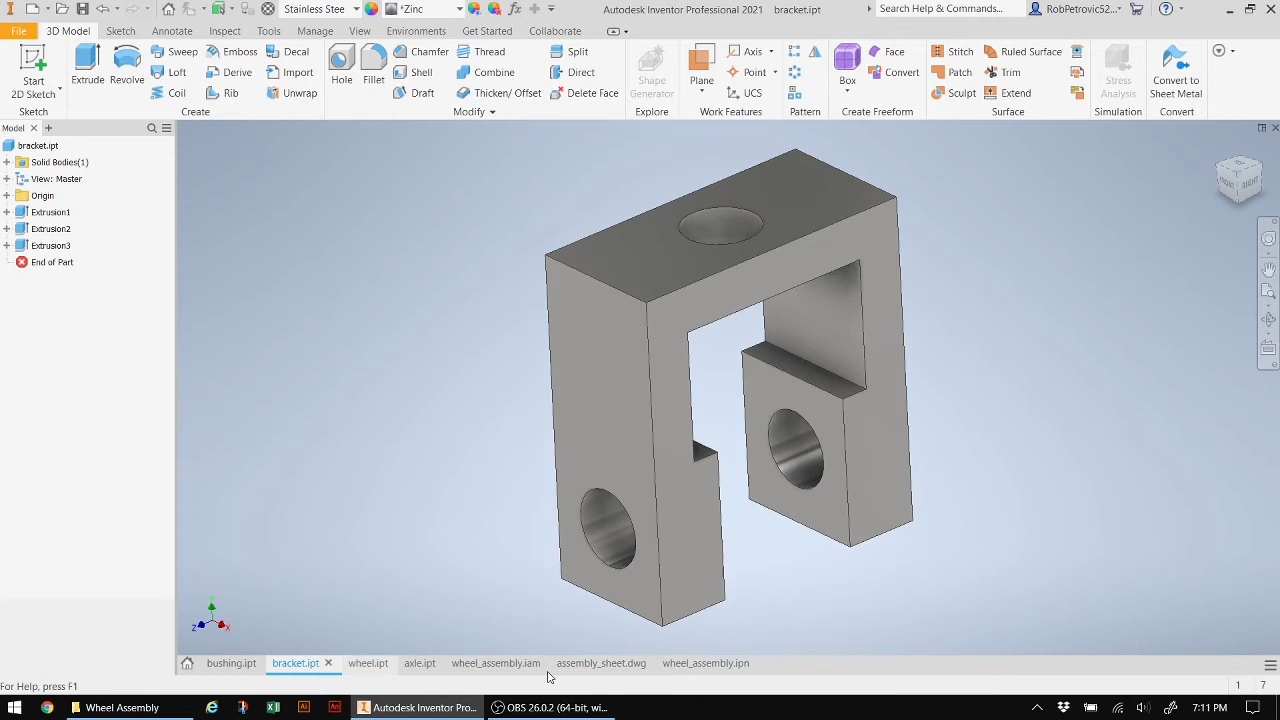 Stainless Stee
*Zinc
Autodesk Inventor Professional 2021 bracket.ipt
Search Help & Commands...
RobPetrovic52...
File 3D Model Sketch Annotate Inspect Tools Manage View Environments Get Started Collaborate
Start
2D Sketch
Extrude
Revolve
Sweep
Loft
Coil
Emboss
Derive
Rib
Decal
Import
Unwrap
Hole
Fillet
Chamfer
Shell
Draft
Thread
Combine
Thicken/ Offset
Split
Direct
Delete Face
Shape
Generator
Plane
Axis
Point
UCS
Box
Face
Convert
Stitch
Patch
Sculpt
Ruled Surface
Trim
Extend
Stress
Analysis
Convert to
Sheet Metal
Sketch Create Modify Explore Work Features Pattern Create Freeform Surface Simulation Convert
Model
bracket.ipt
Solid Bodies(1)
View: Master
Origin
Extrusion1
Extrusion2
Extrusion3
End of Part
FRONT RIGHT
Y
Z X
bushing.ipt bracket.ipt wheel.ipt axle.ipt wheel_assembly.iam assembly_sheet.dwg wheel_assembly.ipn
For Help, press F1
1 7
Wheel Assembly
Autodesk Inventor Pro...
OBS 26.0.2 (64-bit, wi...
7:11 PM